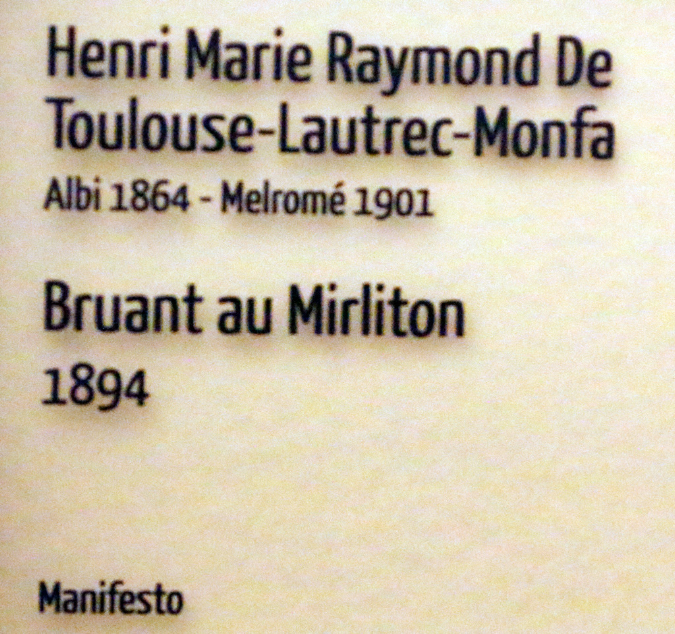 Henri Marie Raymond De
Toulouse-Lautrec-Monfa
Albi 1864 - Melromé 1901
Bruant au Mirliton
1894
Manifesto